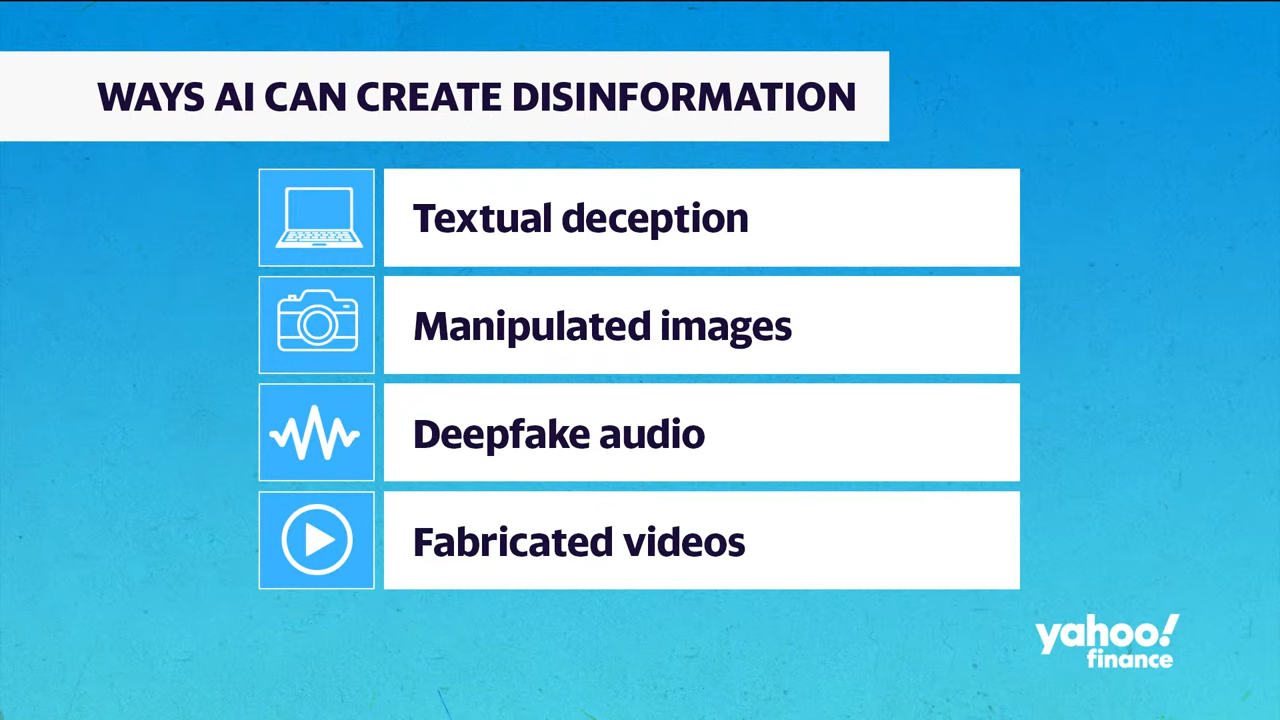 WAYS AI CAN CREATE DISINFORMATION
Textual deception
Manipulated images
Deepfake audio
Fabricated videos
yahoo!
finance